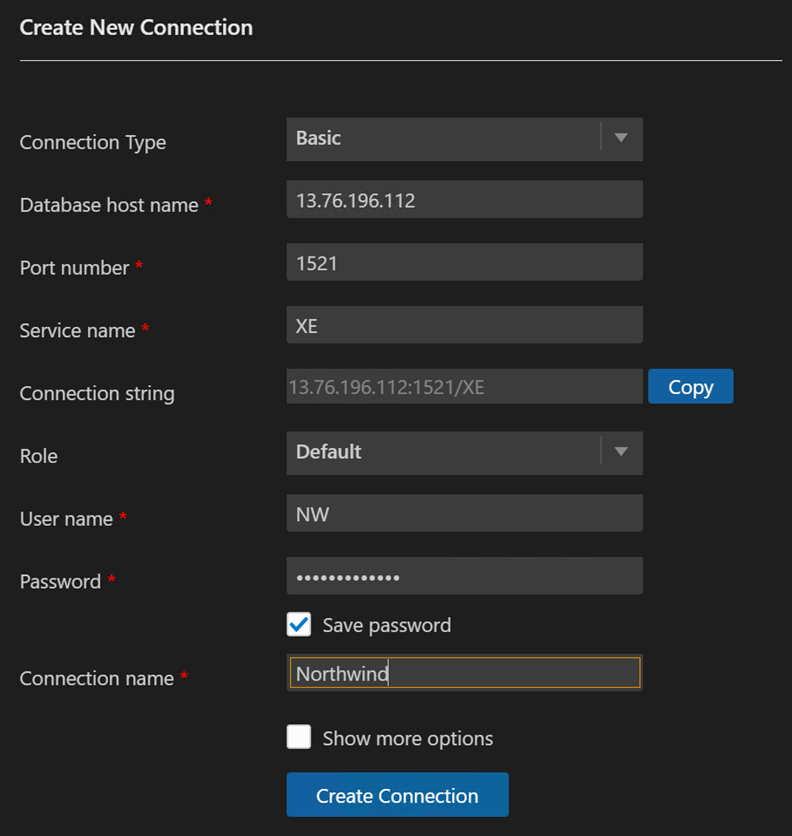 Create New Connection
Connection Type Basic
Database host name * 13.76.196.112
Port number * 1521
Service name * XE
Connection string 13.76.196.112:1521/XE Copy
Role Default
User name * NW
Password * •••••••••••••
Save password
Connection name * Northwind
Show more options
Create Connection